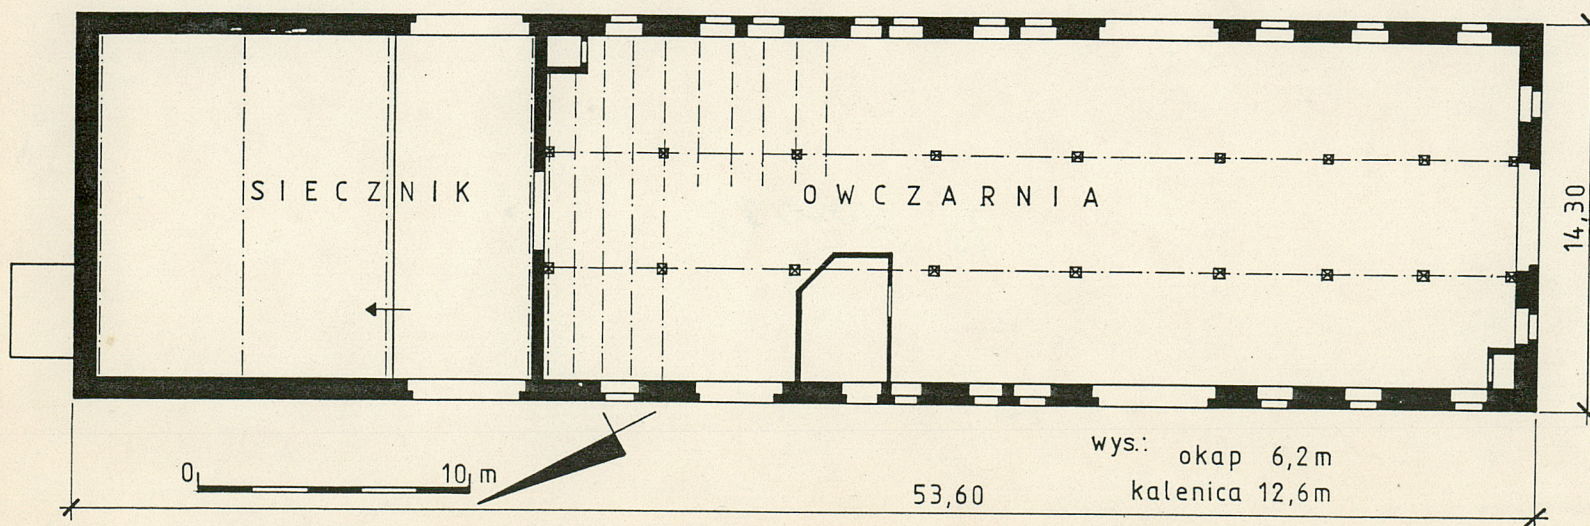 SIECZNIK
OWCZARNIA
14,30
wys.: okap 6,2m
kalenica 12,6m
0 10 m
53,60